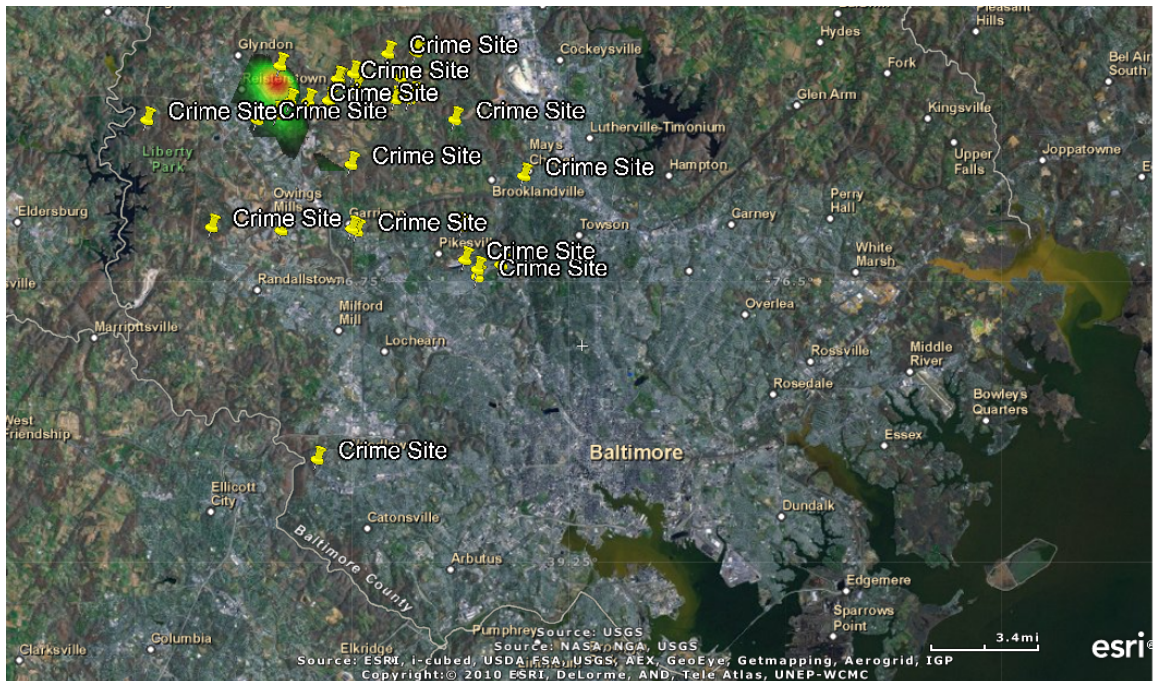 Glyndon
Crime Site
Cockeysville
Hydes
Pleasant
Hills
Fork
Bel Air
South
Crime Site
Crime Site
Glen Arm
Kingsville
Crime Site
Crime Site
Crime Site
Lutherville-Timonium
Liberty
Park
Crime Site
Crime Site
Hampton
Upper
Falls
Joppatowne
Brooklandville
Owings
Mills
Perry
Hall
Eldersburg
Crime Site
Crime Site
Towson
Carney
White
Marsh
Crime Site
Crime Site
Randallstown
-76.5
Milford
Mill
Overlea
Marriottsville
Lochearn
Rossville
Middle
River
Rosedale
Bowleys
Quarters
West
Friendship
Crime Site
Baltimore
Essex
Ellicott
City
Catonsville
Dundalk
Baltimore County
Arbutus
39.25
Edgemere
Sparrows
Point
Columbia
Clarksville
Elkridge
Pumphrey
Source: USGS
Source: NASA, NGA, USGS
Source: ESRI, i-cubed, USDA FSA, USGS, AEX, GeoEye, Getmapping, Aerogrid, IGP
Copyright:© 2010 ESRI, DeLorme, AND, Tele Atlas, UNEP-WCMC
3.4mi
esri